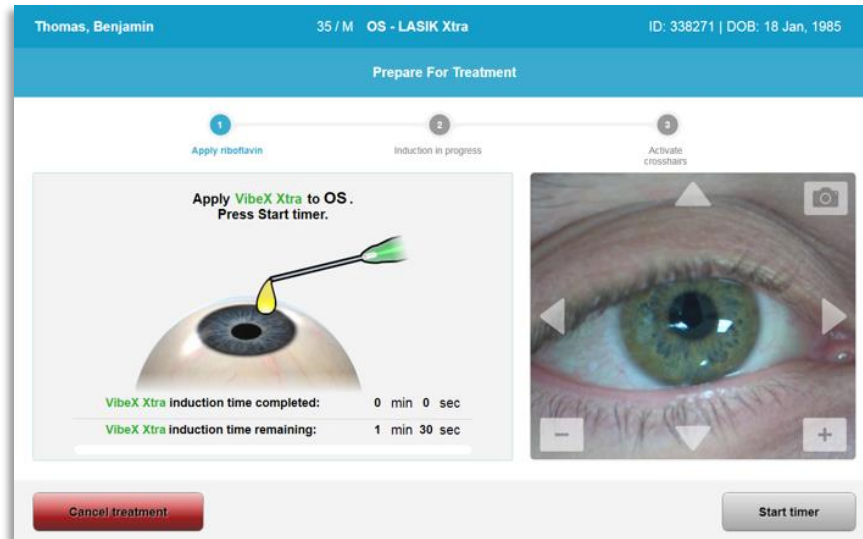 Thomas, Benjamin 35 / M OS - LASIK Xtra ID: 338271 | DOB: 18 Jan, 1985
Prepare For Treatment
1 2 3
Apply riboflavin Induction in progress Activate
crosshairs
Apply VibeX Xtra to OS.
Press Start timer.
VibeX Xtra induction time completed: 0 min 0 sec
VibeX Xtra induction time remaining: 1 min 30 sec
Cancel treatment Start timer